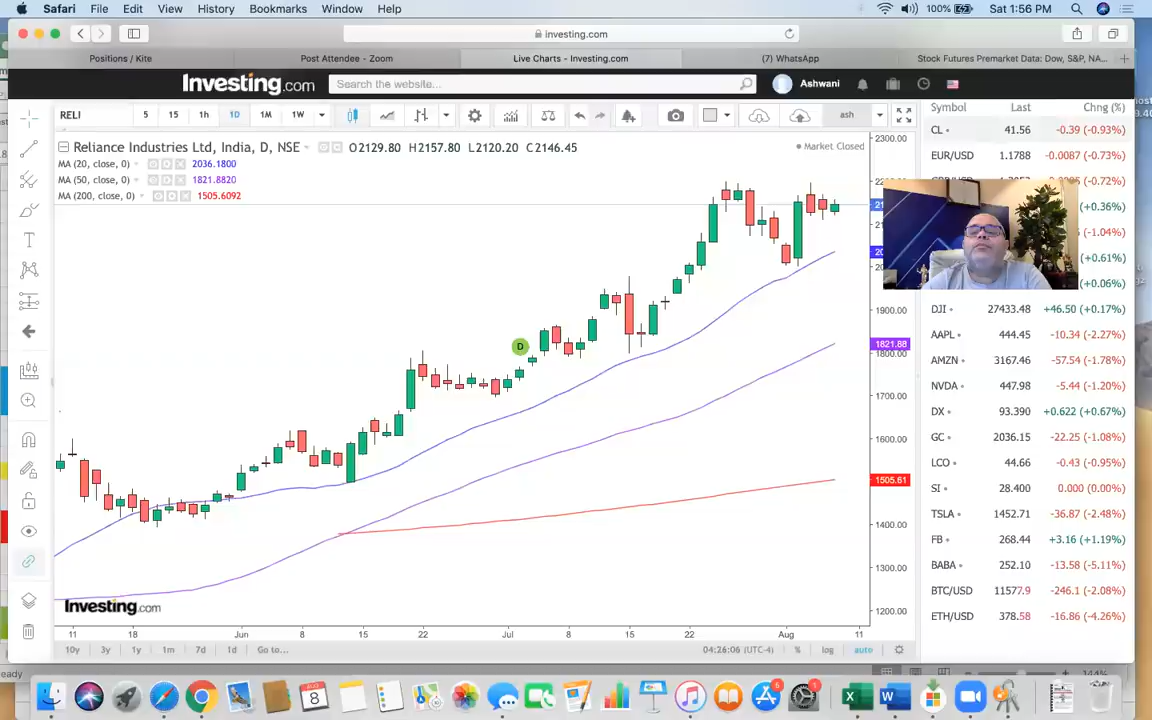 Safari File Edit View History Bookmarks Window Help 100% Sat 1:56 PM
investing.com
Positions / Kite Post Attendee - Zoom Live Charts - Investing.com (7) WhatsApp Stock Futures Premarket Data: Dow, S&P, NA...
Investing.com Search the website... Ashwani
RELI 5 15 1h 1D 1M 1W ash
Symbol Last Chng (%)
Reliance Industries Ltd, India, D, NSE O2129.80 H2157.80 L2120.20 C2146.45 Market Closed
MA (20, close, 0) 2036.1800
MA (50, close, 0) 1821.8820
MA (200, close, 0) 1505.6092
2300.00
1900.00
1821.88
1800.00
1700.00
1600.00
1505.61
1400.00
1300.00
1200.00
D
CL 41.56 -0.39 (-0.93%)
EUR/USD 1.1788 -0.0087 (-0.73%)
-0.72%)
+0.36%)
-1.04%)
+0.61%)
+0.06%)
DJI 27433.48 +46.50 (+0.17%)
AAPL 444.45 -10.34 (-2.27%)
AMZN 3167.46 -57.54 (-1.78%)
NVDA 447.98 -5.44 (-1.20%)
DX 93.390 +0.622 (+0.67%)
GC 2036.15 -22.25 (-1.08%)
LCO 44.66 -0.43 (-0.95%)
SI 28.400 0.000 (0.00%)
TSLA 1452.71 -36.87 (-2.48%)
FB 268.44 +3.16 (+1.19%)
BABA 252.10 -13.58 (-5.11%)
BTC/USD 11577.9 -246.1 (-2.08%)
ETH/USD 378.58 -16.86 (-4.26%)
Investing.com
11 18 Jun 8 15 22 Jul 8 15 22 Aug 11
10y 3y 1y 1m 7d 1d Go to... 04:26:06 (UTC-4) % log auto
eady 144%
AUG
8